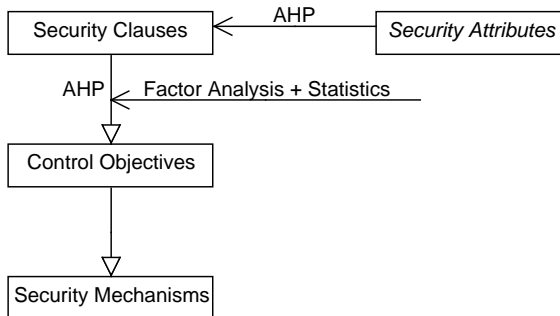 AHP
Security Clauses
Security Attributes
AHP
Factor Analysis + Statistics
Control Objectives
Security Mechanisms